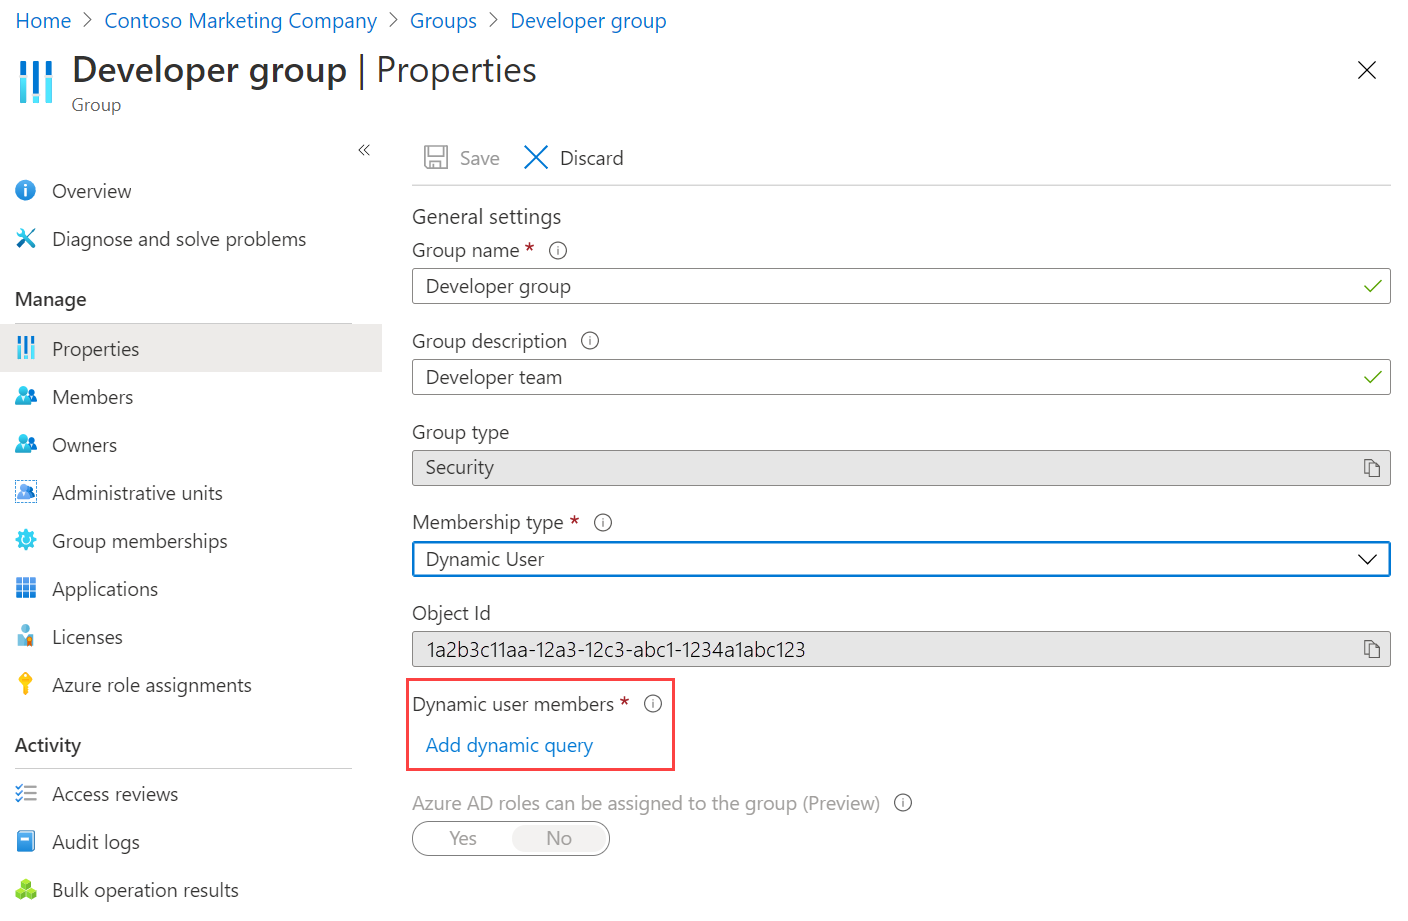 Home > Contoso Marketing Company > Groups > Developer group
Developer group | Properties
Group
«
Overview
Diagnose and solve problems
Manage
Properties
Members
Owners
Administrative units
Group memberships
Applications
Licenses
Azure role assignments
Activity
Access reviews
Audit logs
Bulk operation results
Save Discard
General settings
Group name *
Developer group
Group description
Developer team
Group type
Security
Membership type *
Dynamic User
Object Id
1a2b3c11aa-12a3-12c3-abc1-1234a1abc123
Dynamic user members *
Add dynamic query
Azure AD roles can be assigned to the group (Preview)
Yes No